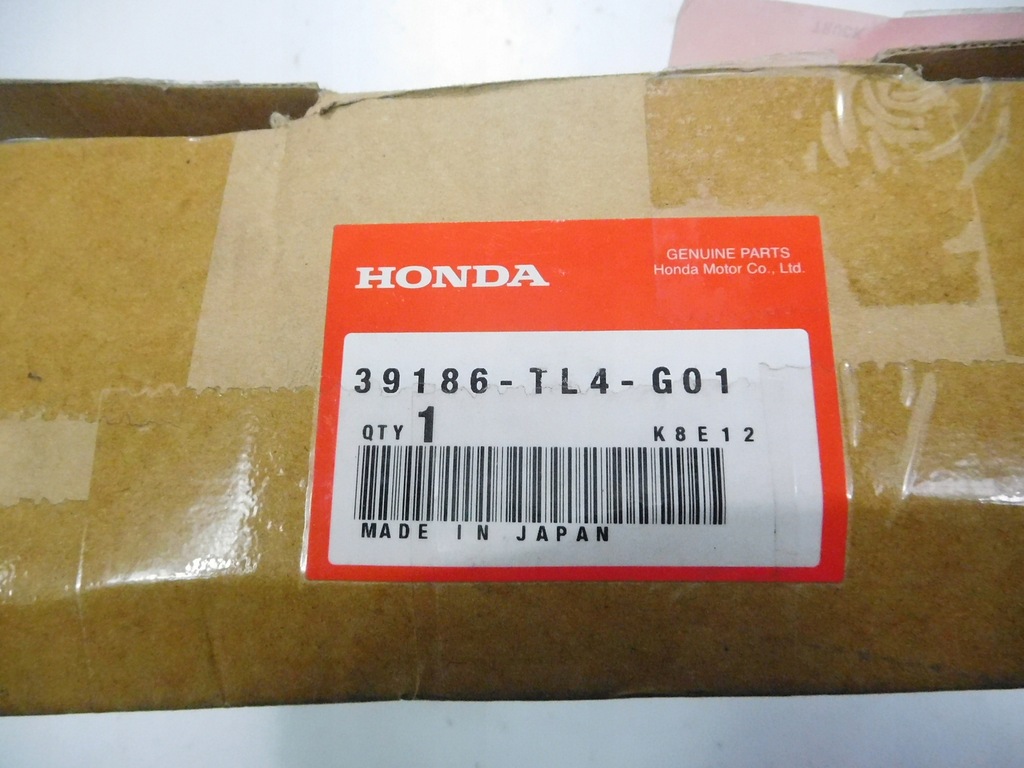 HONDA
GENUINE PARTS
Honda Motor Co., Ltd.
39186-TL4-G01
QTY 1
K8E12
MADE IN JAPAN